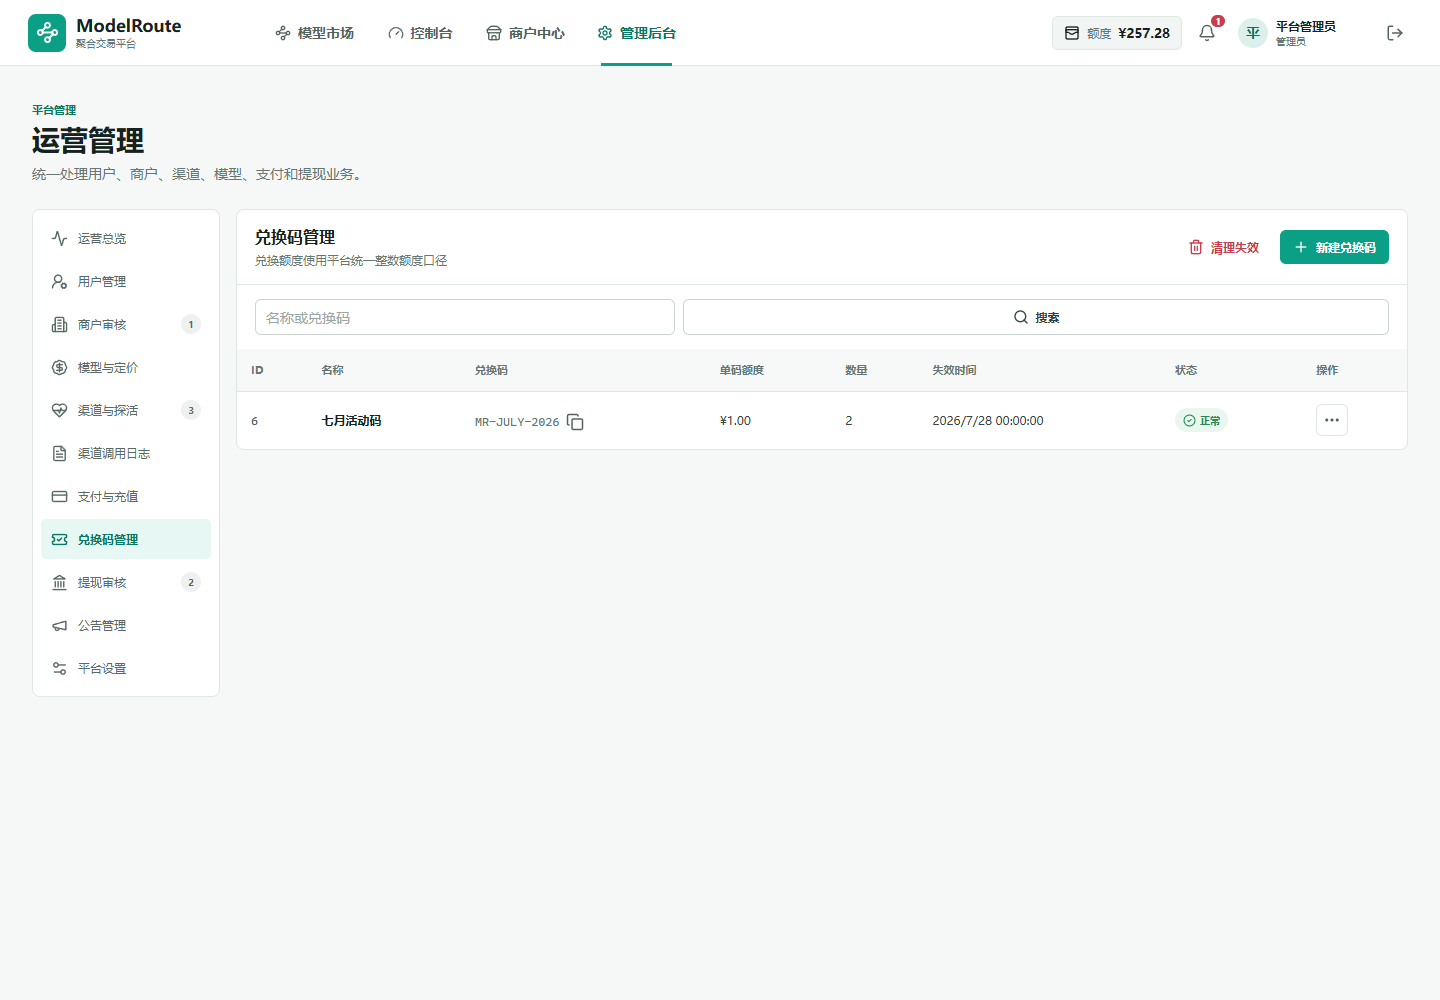 ModelRoute
聚合交易平台
模型市场
控制台
商户中心
管理后台
额度 ¥257.28
1
平
平台管理员
管理员
平台管理
运营管理
统一处理用户、商户、渠道、模型、支付和提现业务。
运营总览
用户管理
商户审核 1
模型与定价
渠道与探活 3
渠道调用日志
支付与充值
兑换码管理
提现审核 2
公告管理
平台设置
兑换码管理
兑换额度使用平台统一整数额度口径
清理失效
新建兑换码
名称或兑换码
搜索
ID 名称 兑换码 单码额度 数量 失效时间 状态 操作
6 七月活动码 MR-JULY-2026 ¥1.00 2 2026/7/28 00:00:00 正常